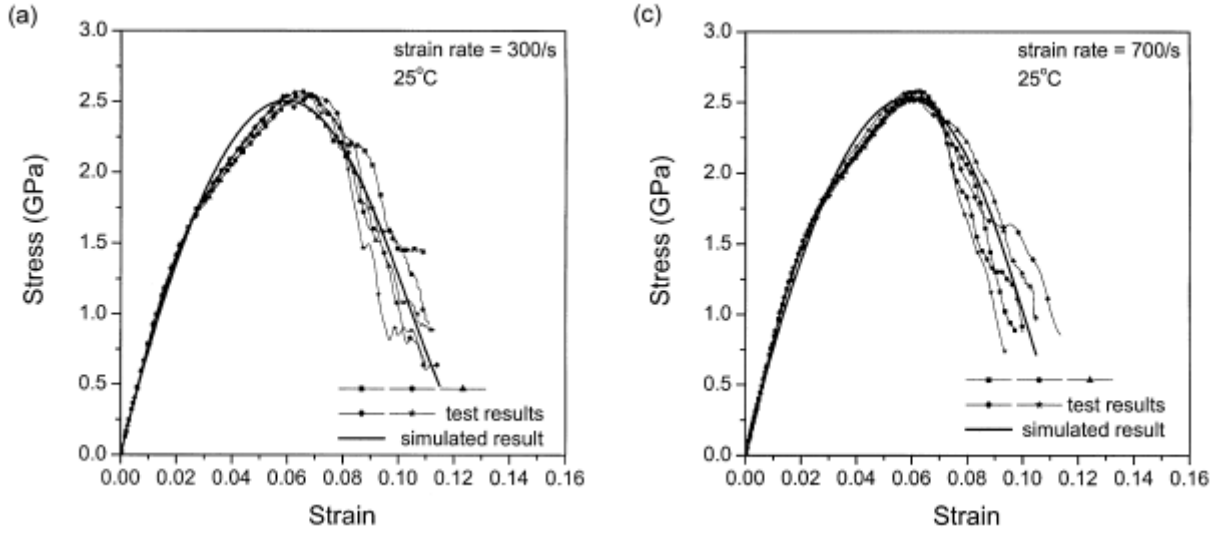 (a)
3.0
2.5
2.0
1.5
1.0
0.5
0.0
Stress (GPa)
strain rate = 300/s
25°C
test results
simulated result
0.00 0.02 0.04 0.06 0.08 0.10 0.12 0.14 0.16
Strain
(c)
3.0
2.5
2.0
1.5
1.0
0.5
0.0
Stress (GPa)
strain rate = 700/s
25°C
test results
simulated result
0.00 0.02 0.04 0.06 0.08 0.10 0.12 0.14 0.16
Strain